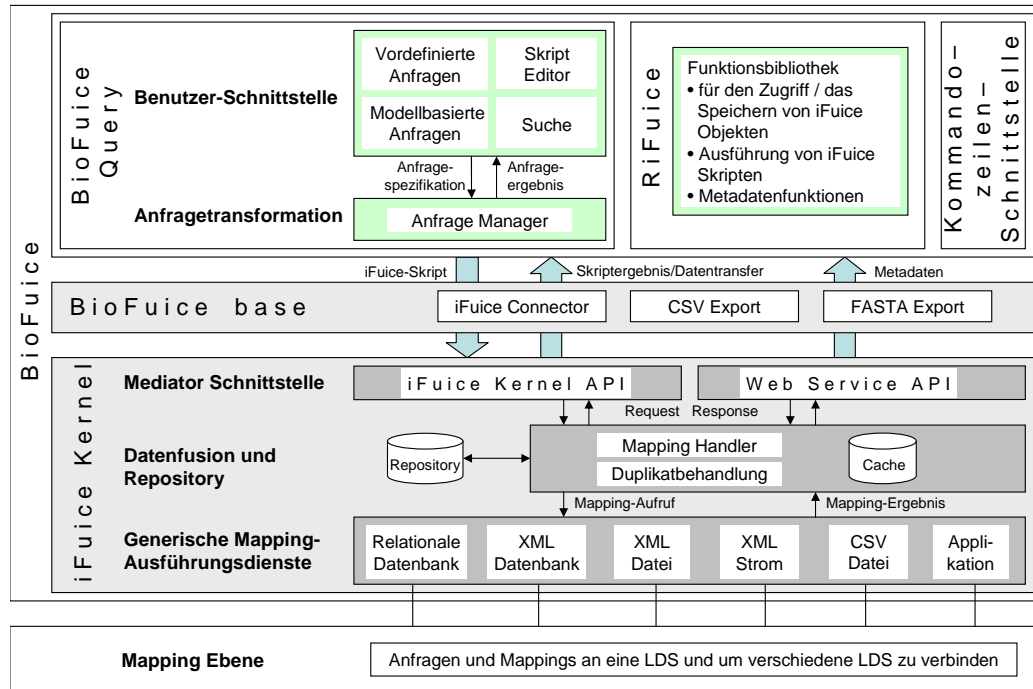 BioFuice
BioFuice
Query
Benutzer-Schnittstelle
Vordefinierte
Anfragen
Skript
Editor
Modellbasierte
Anfragen
Suche
Anfrage-
spezifikation
Anfrage-
ergebnis
Anfragetransformation
Anfrage Manager
RiFuice
Funktionsbibliothek
• für den Zugriff / das
Speichern von iFuice
Objekten
• Ausführung von iFuice
Skripten
• Metadatenfunktionen
Kommando–
zeilen–
Schnittstelle
iFuice-Skript
Skriptergebnis/Datentransfer
Metadaten
BioFuice base
iFuice Connector
CSV Export
FASTA Export
iFuice Kernel
Mediator Schnittstelle
iFuice Kernel API
Web Service API
Request
Response
Datenfusion und
Repository
Repository
Mapping Handler
Duplikatbehandlung
Cache
Mapping-Aufruf
Mapping-Ergebnis
Generische Mapping-
Ausführungsdienste
Relationale
Datenbank
XML
Datenbank
XML
Datei
XML
Strom
CSV
Datei
Appli-
kation
Mapping Ebene
Anfragen und Mappings an eine LDS und um verschiedene LDS zu verbinden